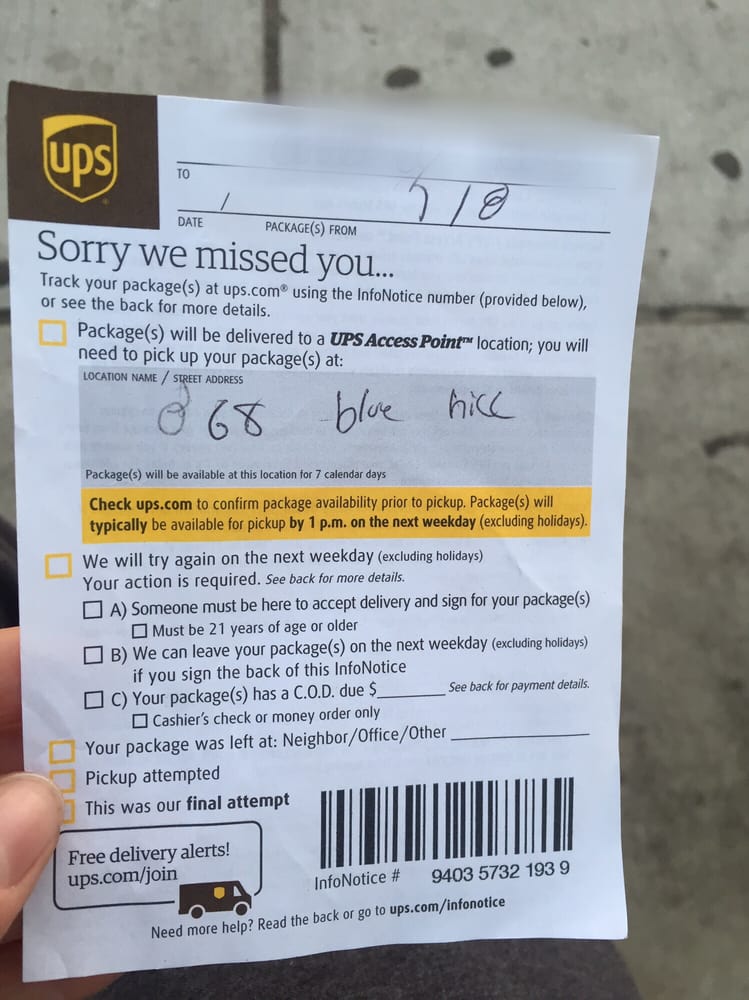 ups
TO
7/8
DATE / PACKAGE(S) FROM
Sorry we missed you...
Track your package(s) at ups.com® using the InfoNotice number (provided below),
or see the back for more details.
Package(s) will be delivered to a UPS Access Point™ location; you will
need to pick up your package(s) at:
LOCATION NAME / STREET ADDRESS
868 blue hill
Package(s) will be available at this location for 7 calendar days
Check ups.com to confirm package availability prior to pickup. Package(s) will
typically be available for pickup by 1 p.m. on the next weekday (excluding holidays).
We will try again on the next weekday (excluding holidays)
Your action is required. See back for more details.
A) Someone must be here to accept delivery and sign for your package(s)
Must be 21 years of age or older
B) We can leave your package(s) on the next weekday (excluding holidays)
if you sign the back of this InfoNotice
C) Your package(s) has a C.O.D. due $ See back for payment details.
Cashier's check or money order only
Your package was left at: Neighbor/Office/Other
Pickup attempted
This was our final attempt
Free delivery alerts!
ups.com/join
InfoNotice # 9403 5732 193 9
Need more help? Read the back or go to ups.com/infonotice